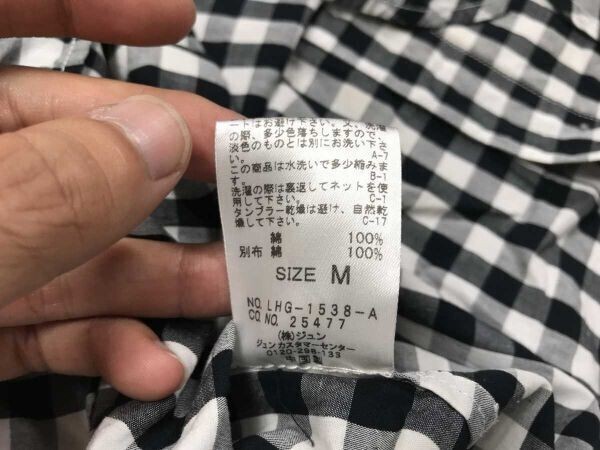 ートはお避け下さい。又、洗濯
の際、多少色落ちしますので、
淡色のものとは別にお洗い下さ
い。 A-7
この商品は水洗いで多少縮みま
す。 B-1
洗濯の際は裏返してネットを使
用して下さい。 C-1
タンブラー乾燥は避け、自然乾
燥して下さい。 C-17
綿 100%
別布 綿 100%
SIZE M
NO. LHG-1538-A
CQ NO. 25477
(株)ジュン
ジュンカスタマーセンター
0120-298-133
中国製